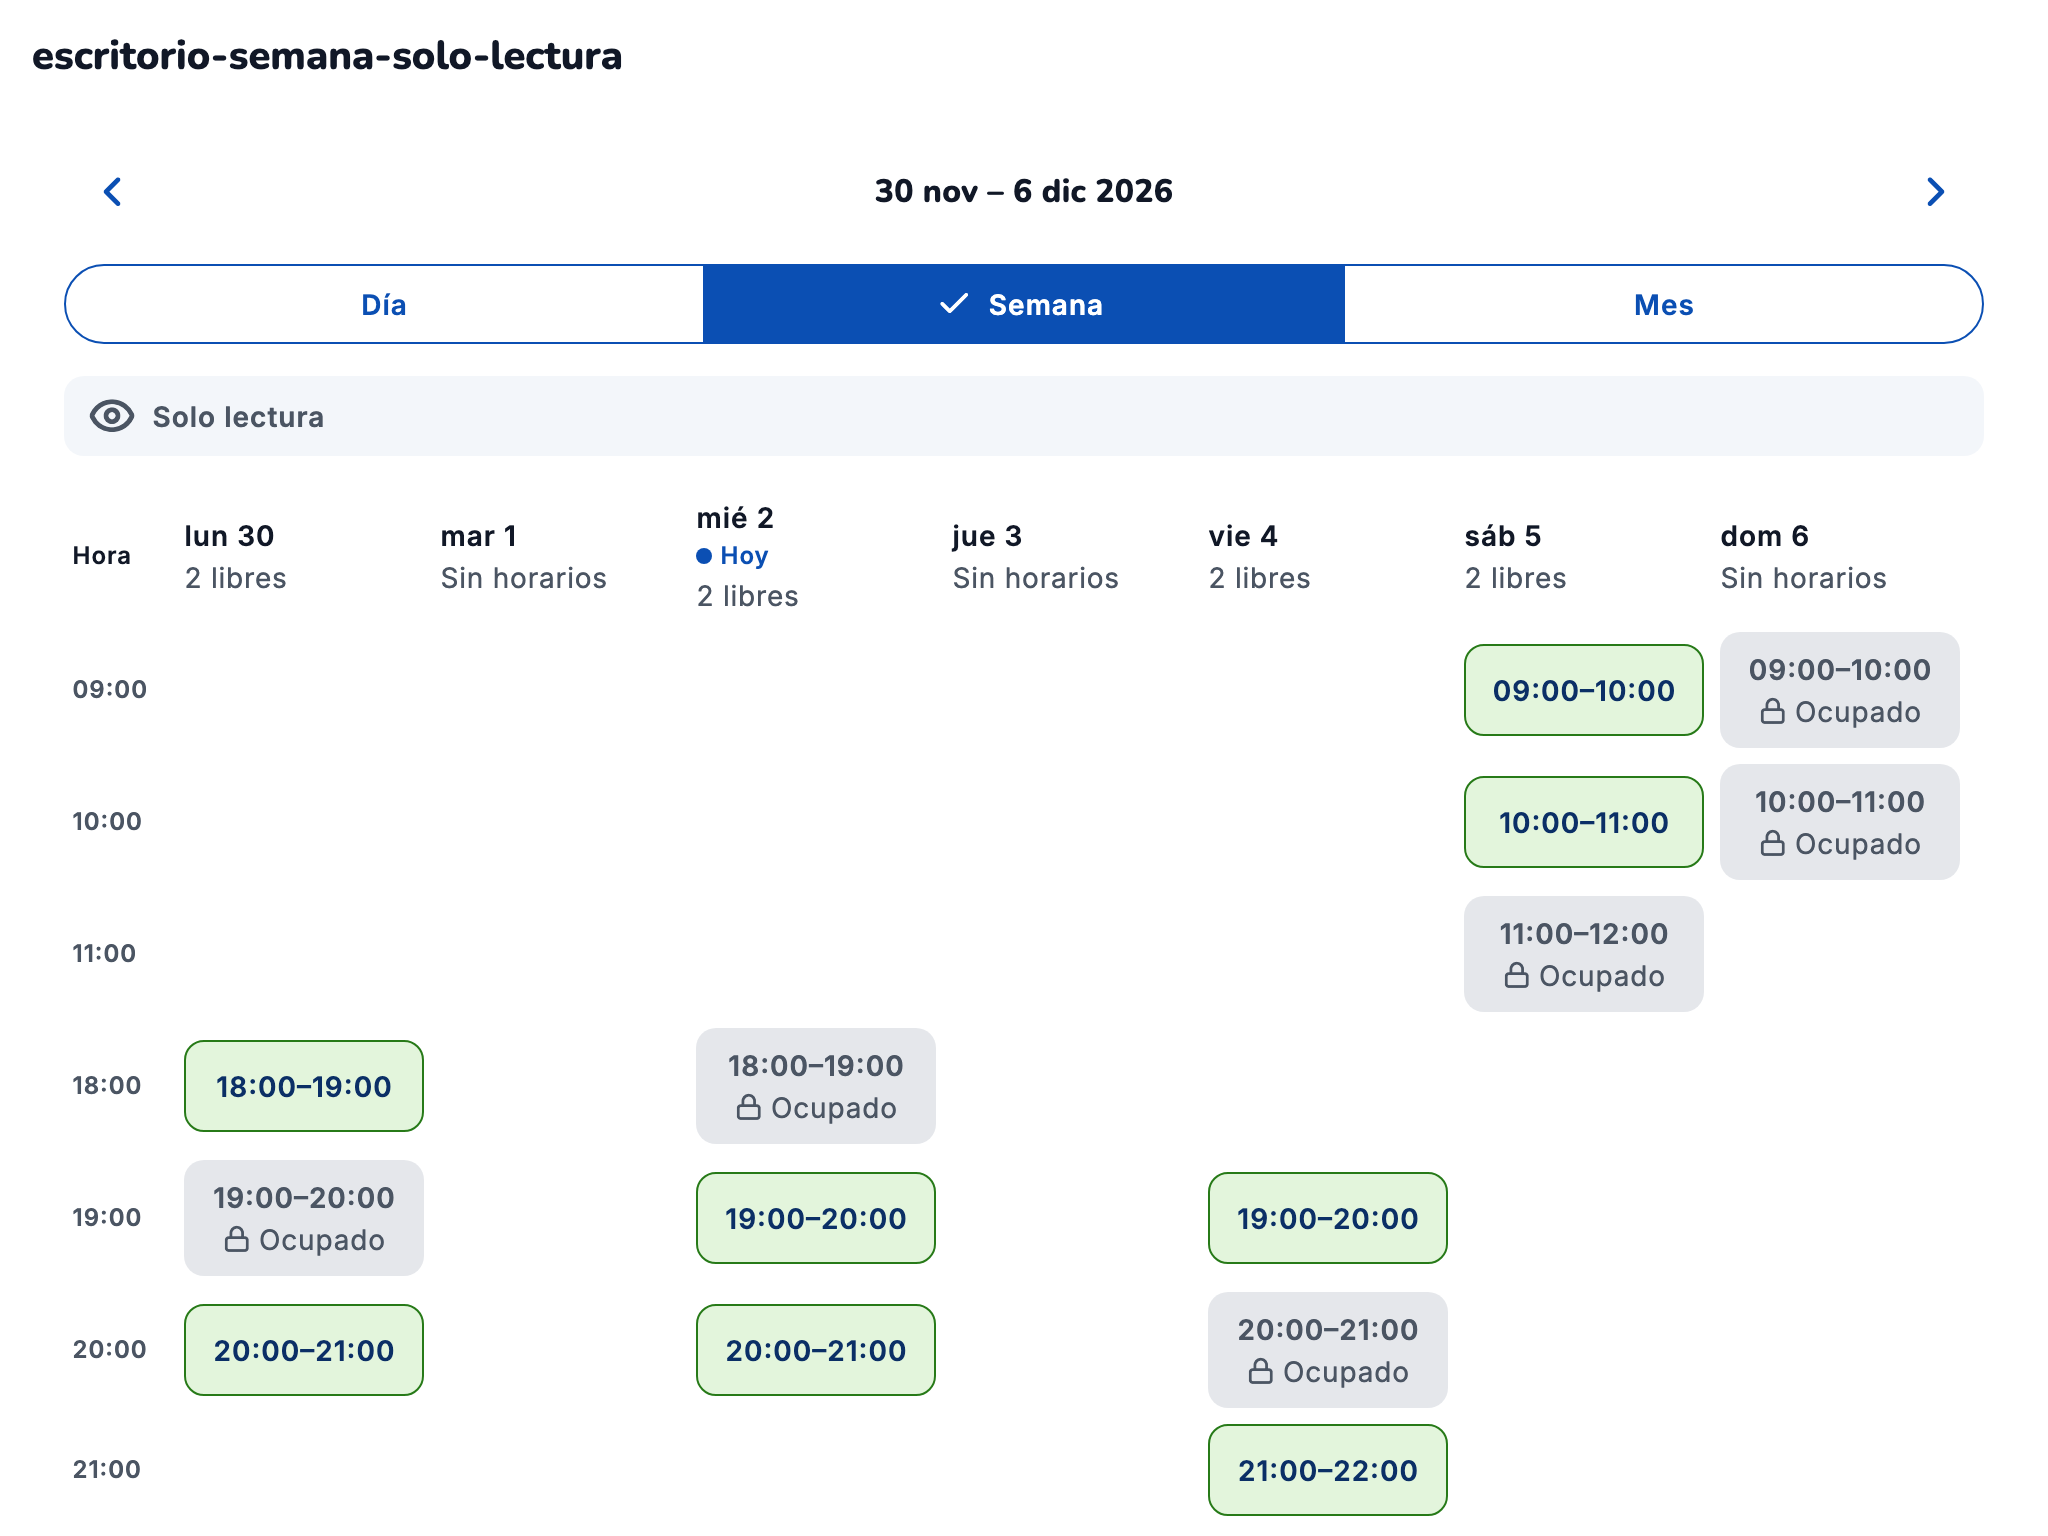 escritorio-semana-solo-lectura
30 nov – 6 dic 2026
Día
Semana
Mes
Solo lectura
Hora
lun 30
2 libres
mar 1
Sin horarios
mié 2
Hoy
2 libres
jue 3
Sin horarios
vie 4
2 libres
sáb 5
2 libres
dom 6
Sin horarios
09:00
09:00–10:00
09:00–10:00
Ocupado
10:00
10:00–11:00
10:00–11:00
Ocupado
11:00
11:00–12:00
Ocupado
18:00
18:00–19:00
18:00–19:00
Ocupado
19:00
19:00–20:00
Ocupado
19:00–20:00
19:00–20:00
20:00
20:00–21:00
20:00–21:00
20:00–21:00
Ocupado
21:00
21:00–22:00